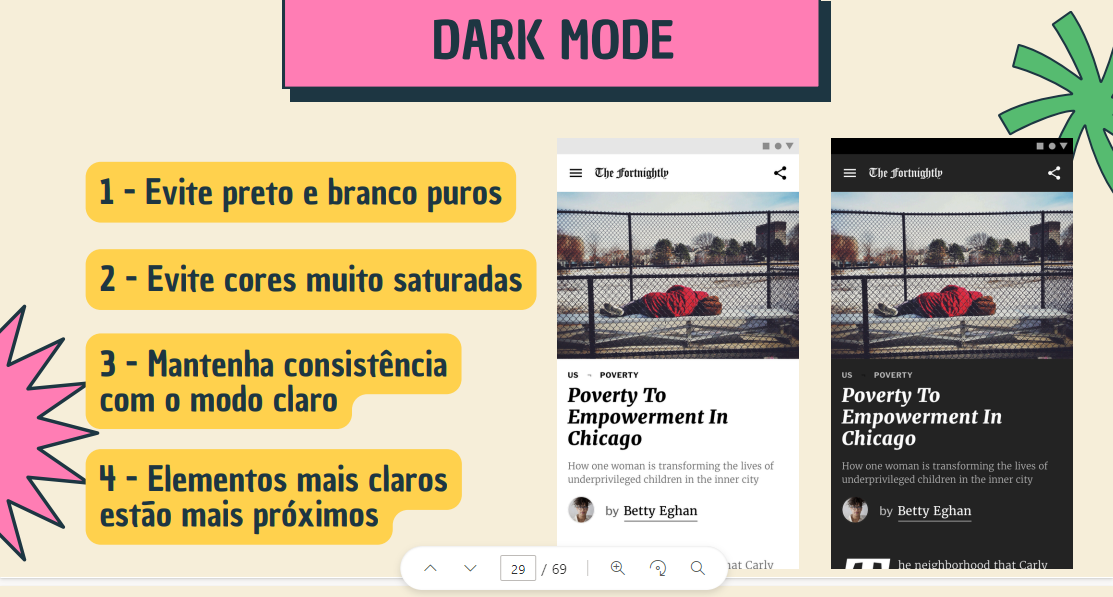 DARK MODE
1 - Evite preto e branco puros
2 - Evite cores muito saturadas
3 - Mantenha consistência
com o modo claro
4 - Elementos mais claros
estão mais próximos
The Fortnightly
US
POVERTY
Poverty To
Empowerment In
Chicago
How one woman is transforming the lives of
underprivileged children in the inner city
by Betty Eghan
hat Carly
The Fortnightly
US
POVERTY
Poverty To
Empowerment In
Chicago
How one woman is transforming the lives of
underprivileged children in the inner city
by Betty Eghan
he neighborhood that Carly
29 / 69